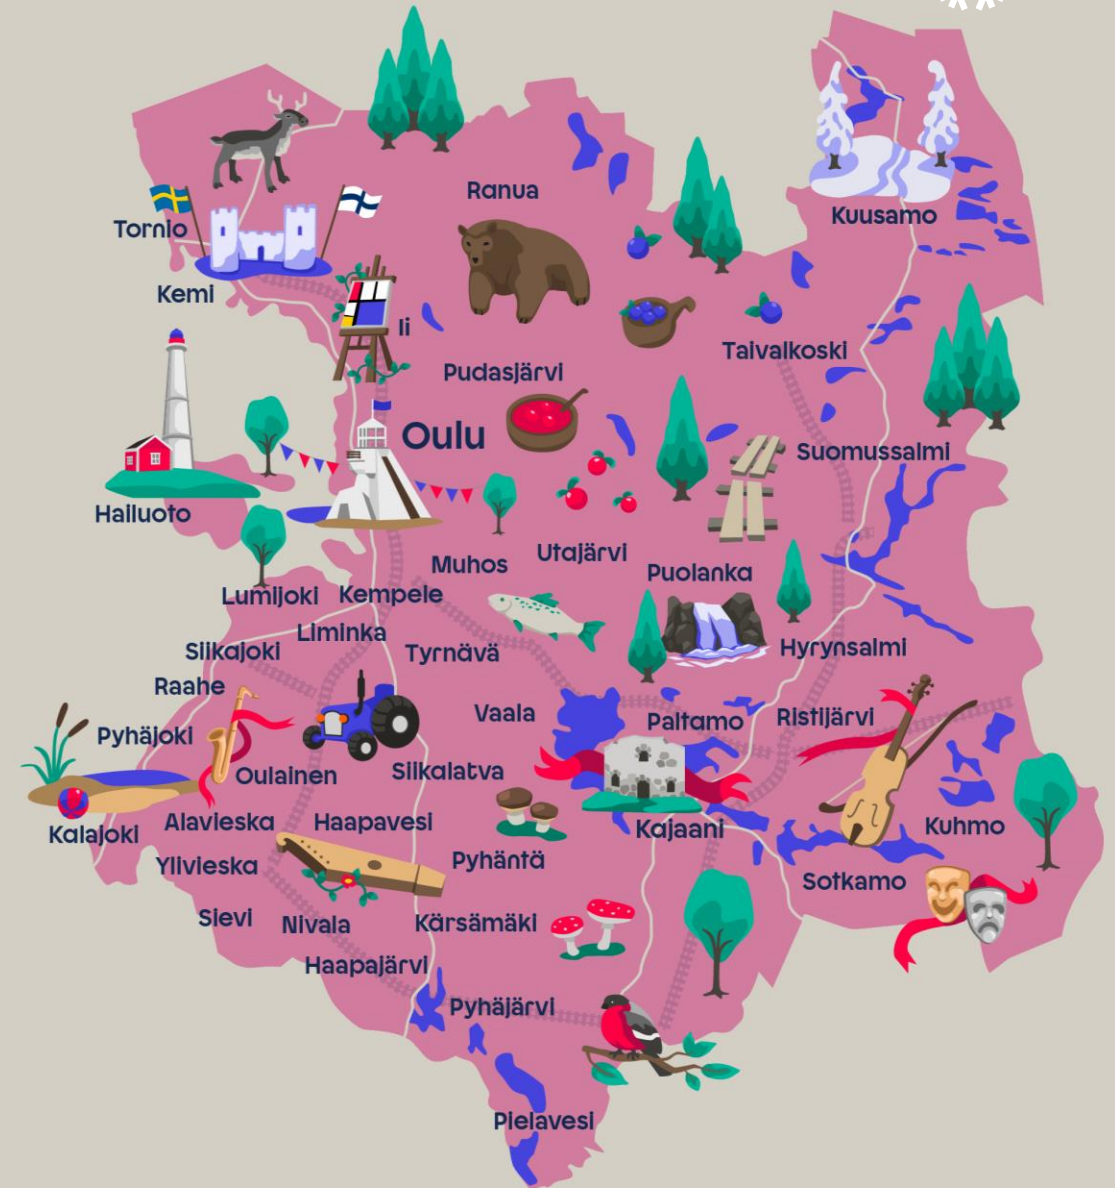 Ranua
Kuusamo
Tornio
Kemi
Ii
Taivalkoski
Pudasjärvi
Oulu
Suomussalmi
Hailuoto
Utajärvi
Muhos
Puolanka
Lumijoki
Kempele
Liminka
Hyrynsalmi
Siikajoki
Tyrnävä
Raahe
Vaala
Paltamo
Ristijärvi
Pyhäjoki
Oulainen
Siikalatva
Kalajoki
Alavieska
Haapavesi
Kajaani
Kuhmo
Ylivieska
Pyhäntä
Sotkamo
Sievi
Nivala
Kärsämäki
Haapajärvi
Pyhäjärvi
Pielavesi